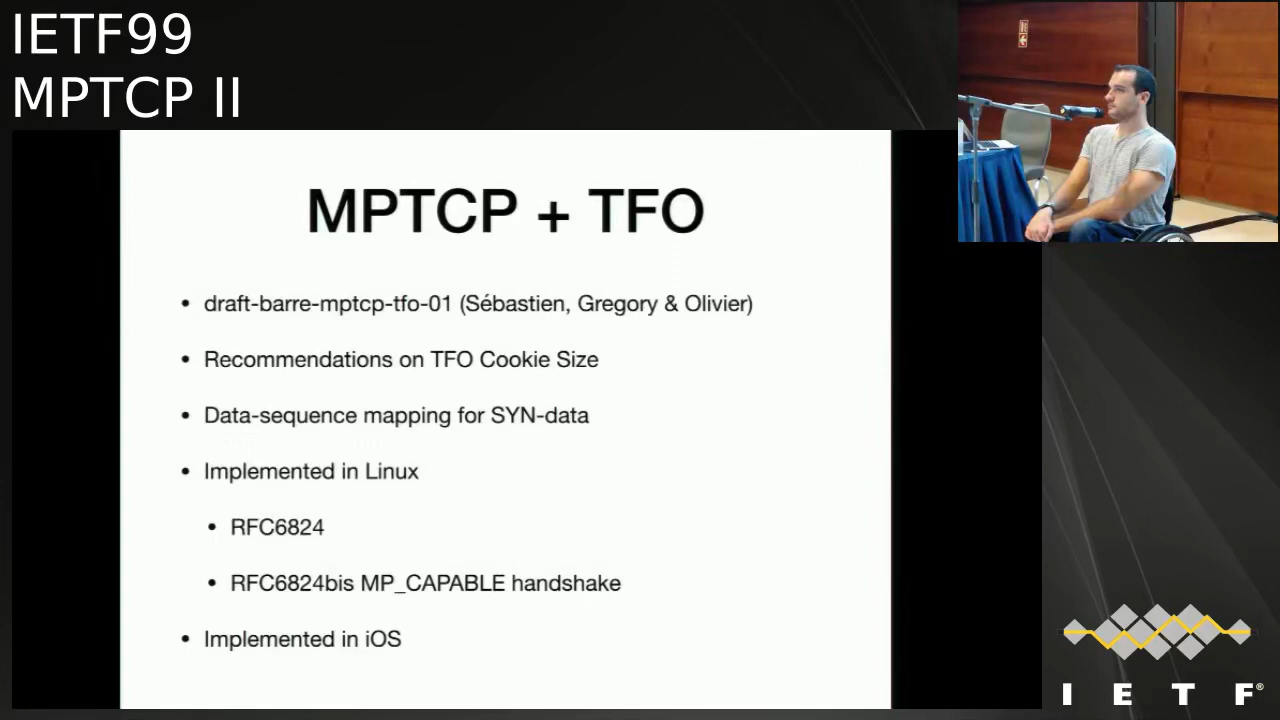 IETF99
MPTCP II
MPTCP + TFO
• draft-barre-mptcp-tfo-01 (Sébastien, Gregory & Olivier)
• Recommendations on TFO Cookie Size
• Data-sequence mapping for SYN-data
• Implemented in Linux
• RFC6824
• RFC6824bis MP_CAPABLE handshake
• Implemented in iOS
I E T F®